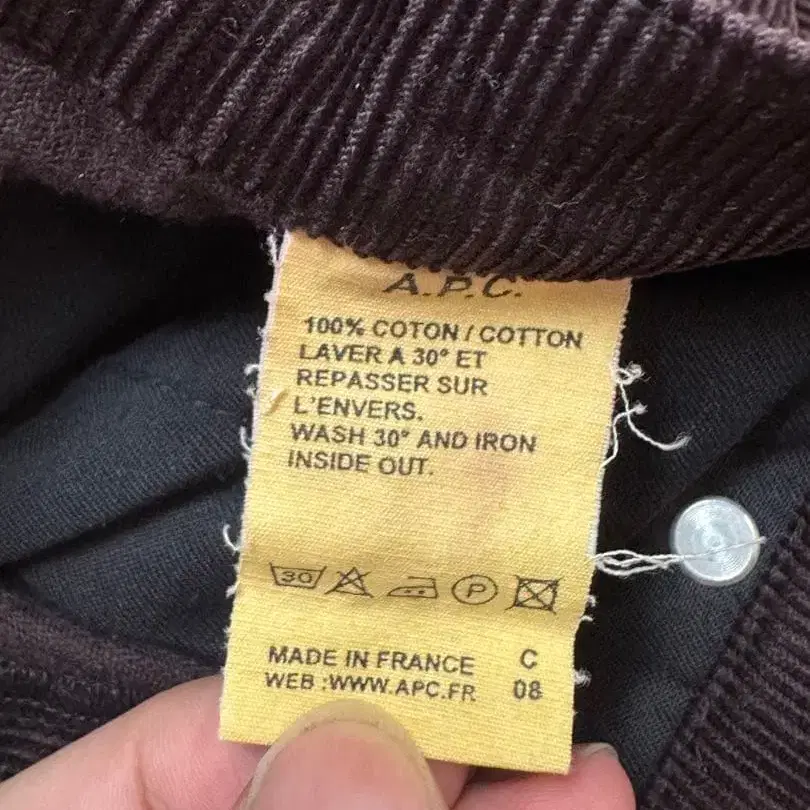 A.P.C.
100% COTON / COTTON
LAVER A 30° ET
REPASSER SUR
L'ENVERS.
WASH 30° AND IRON
INSIDE OUT.
30 P
MADE IN FRANCE C
WEB :WWW.APC.FR 08